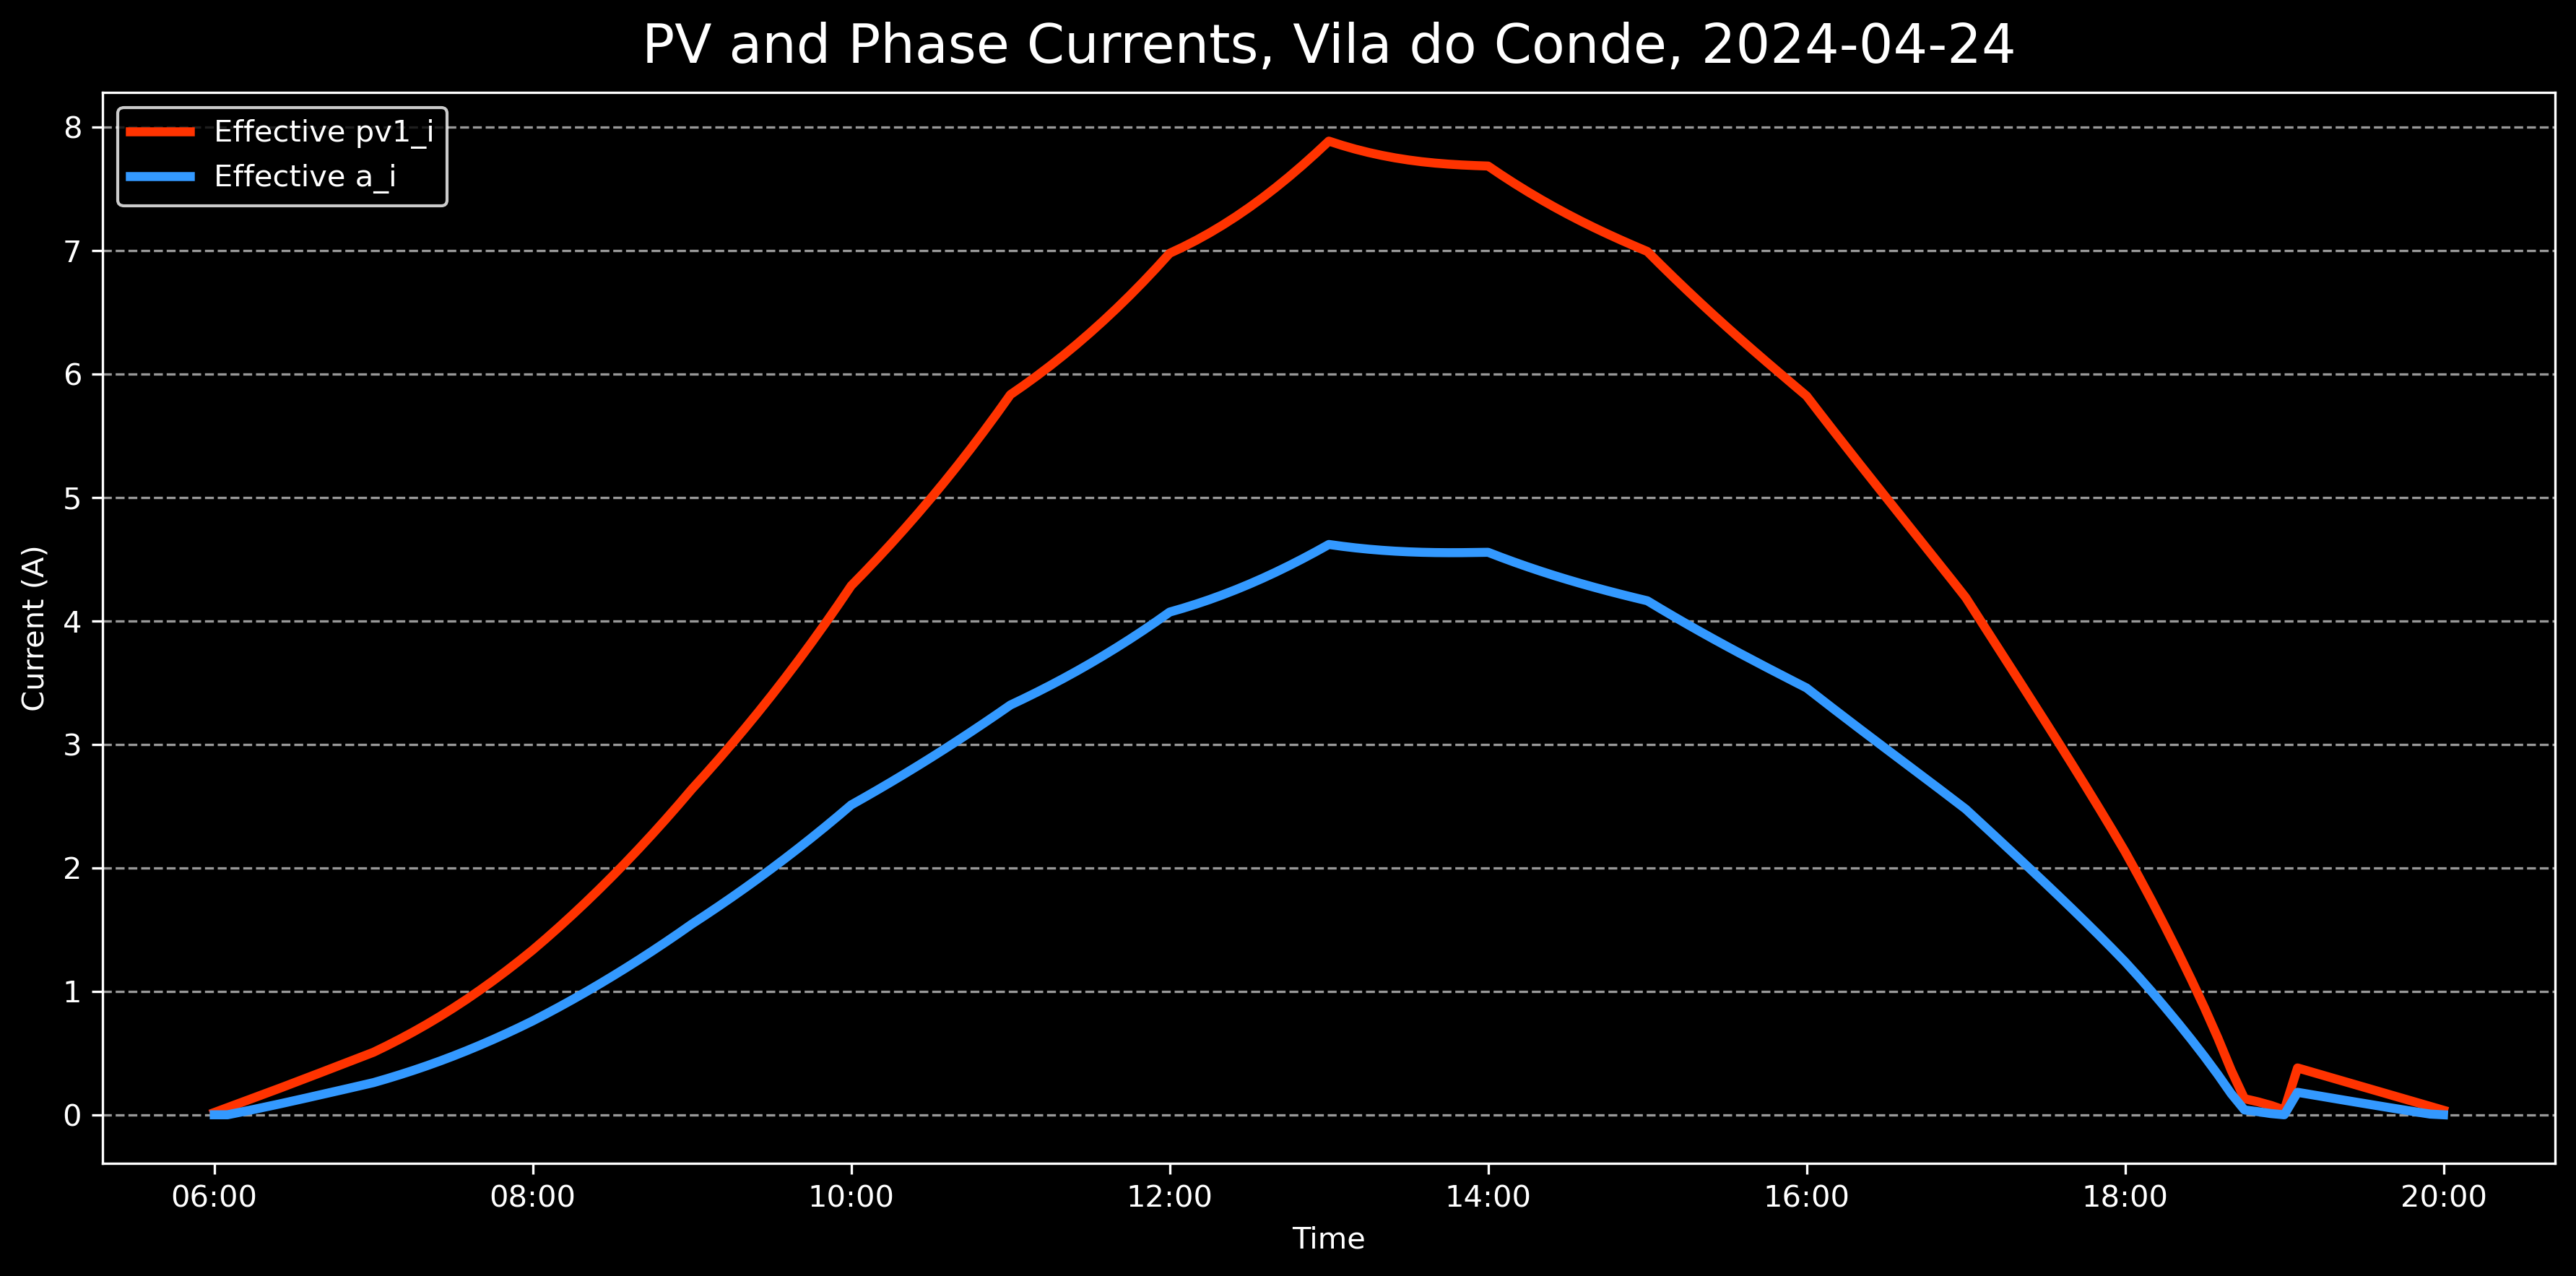 PV and Phase Currents, Vila do Conde, 2024-04-24
Effective pv1_i
Effective a_i
8
7
6
5
4
3
2
1
0
Current (A)
06:00 08:00 10:00 12:00 14:00 16:00 18:00 20:00
Time